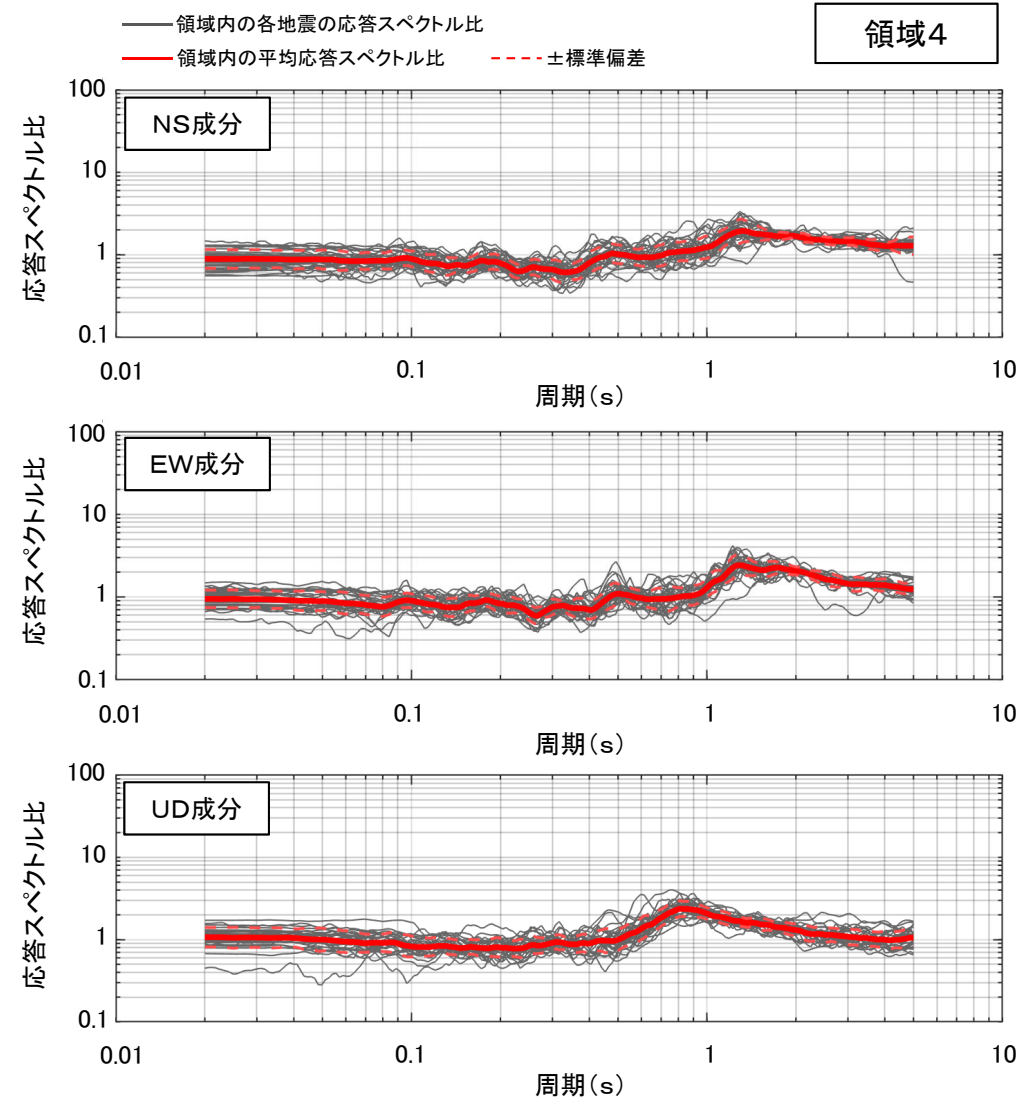 領域内の各地震の応答スペクトル比
領域内の平均応答スペクトル比 ±標準偏差
領域4
NS成分
応答スペクトル比
100
10
1
0.1
0.01 0.1 1 10
周期(s)
EW成分
応答スペクトル比
100
10
1
0.1
0.01 0.1 1 10
周期(s)
UD成分
応答スペクトル比
100
10
1
0.1
0.01 0.1 1 10
周期(s)